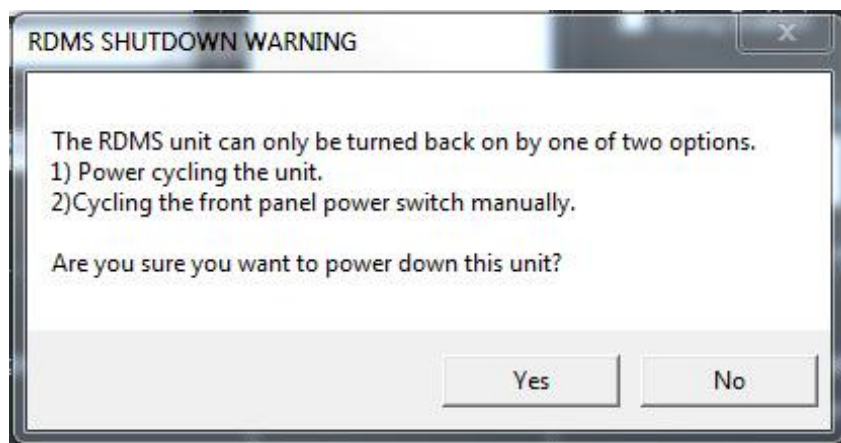 RDMS SHUTDOWN WARNING
The RDMS unit can only be turned back on by one of two options.
1) Power cycling the unit.
2)Cycling the front panel power switch manually.
Are you sure you want to power down this unit?
Yes
No